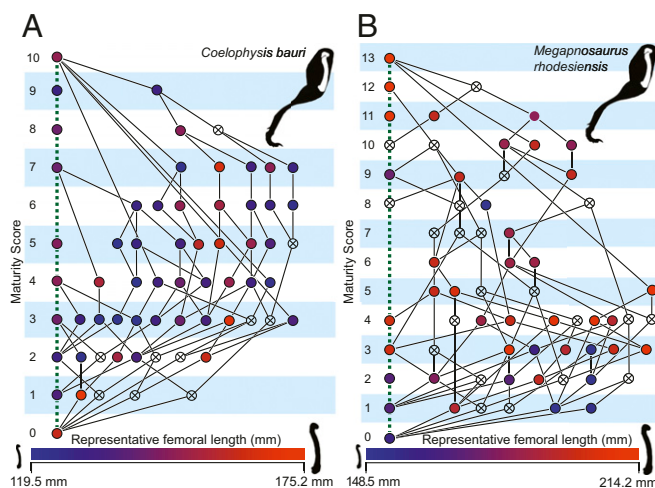 A
Coelophysis bauri
10
9
8
7
6
5
4
3
2
1
0
Maturity Score
Representative femoral length (mm)
119.5 mm
175.2 mm
B
Megapnosaurus
rhodesiensis
13
12
11
10
9
8
7
6
5
4
3
2
1
0
Maturity Score
Representative femoral length (mm)
148.5 mm
214.2 mm